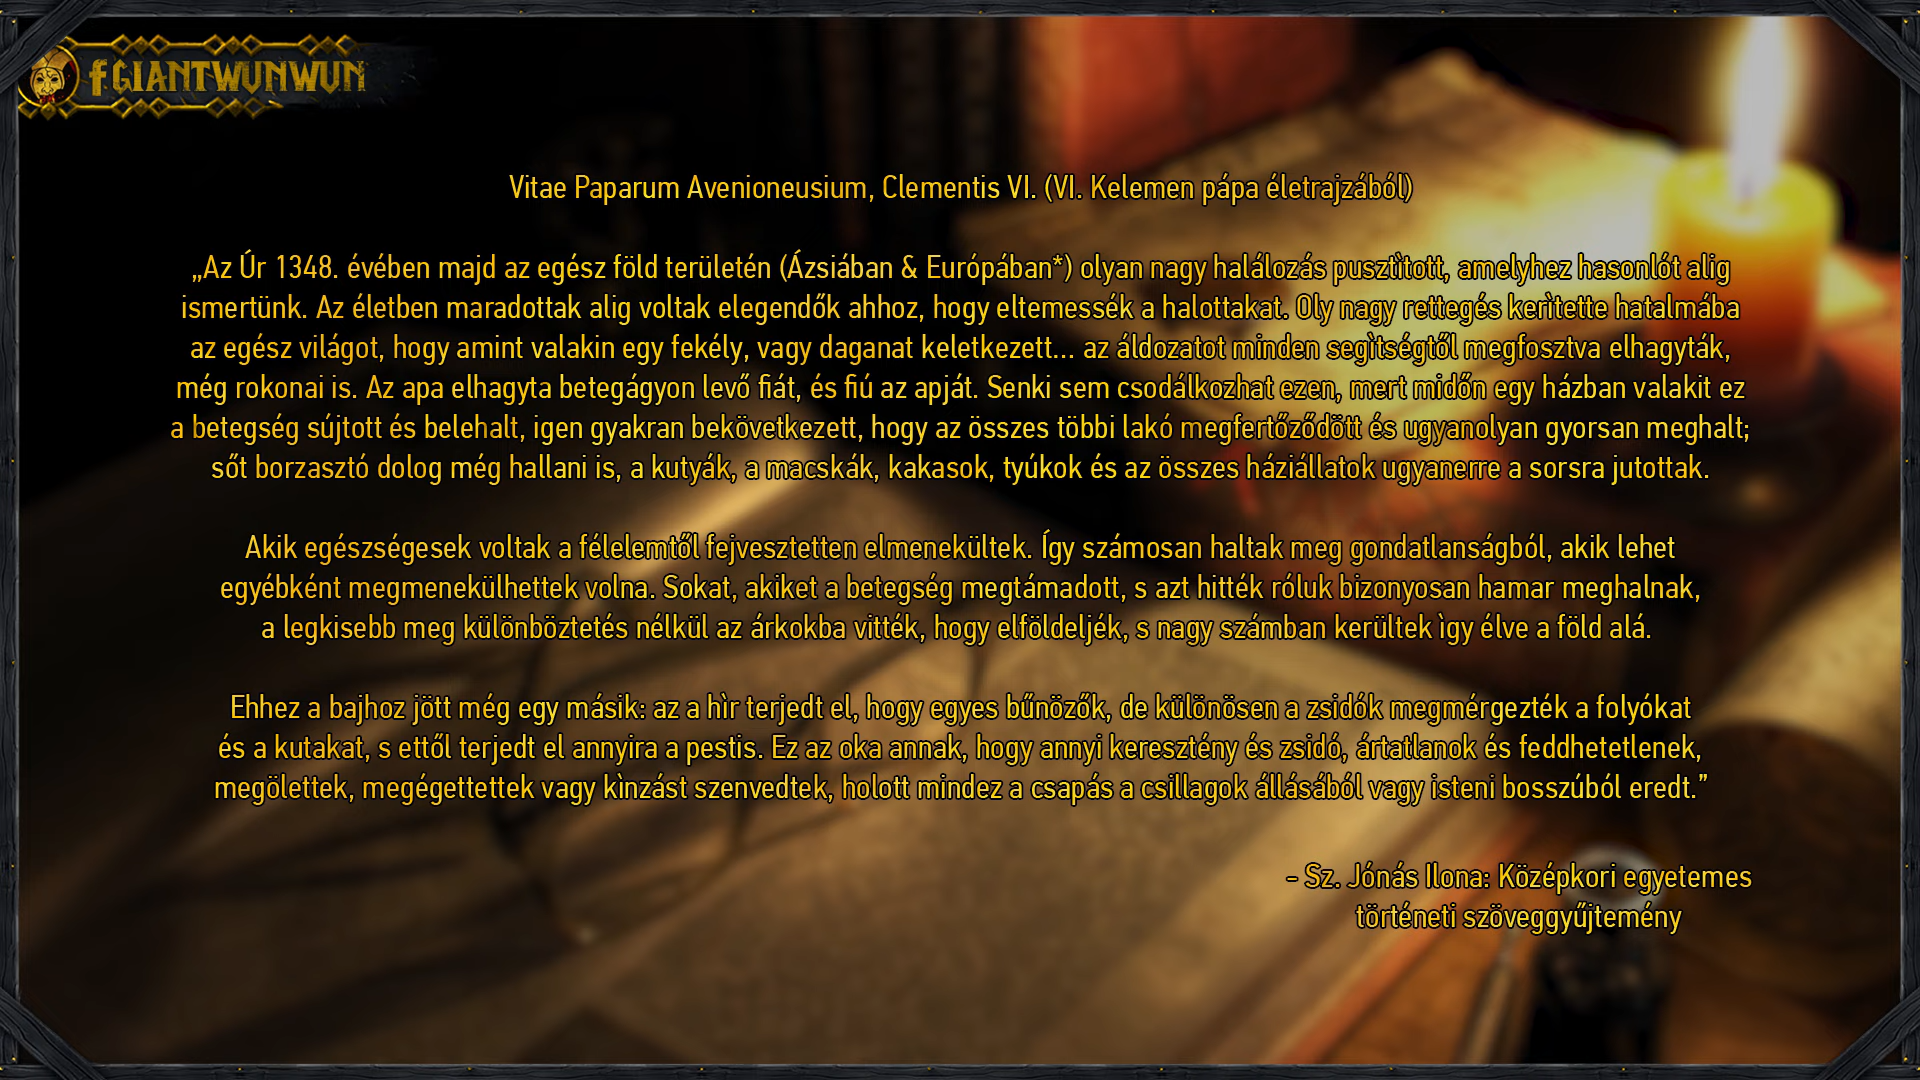 fGIANTWUNWUN
Vitae Paparum Avenioneusium, Clementis VI. (VI. Kelemen pápa életrajzából)
„Az Úr 1348. évében majd az egész föld területén (Ázsiában & Európában*) olyan nagy halálozás pusztìtott, amelyhez hasonlót alig
ismertünk. Az életben maradottak alig voltak elegendők ahhoz, hogy eltemessék a halottakat. Oly nagy rettegés kerìtette hatalmába
az egész világot, hogy amint valakin egy fekély, vagy daganat keletkezett... az áldozatot minden segìtségtől megfosztva elhagyták,
még rokonai is. Az apa elhagyta betegágyon levő fiát, és fiú az apját. Senki sem csodálkozhat ezen, mert midőn egy házban valakit ez
a betegség sújtott és belehalt, igen gyakran bekövetkezett, hogy az összes többi lakó megfertőződött és ugyanolyan gyorsan meghalt;
sőt borzasztó dolog még hallani is, a kutyák, a macskák, kakasok, tyúkok és az összes háziállatok ugyanerre a sorsra jutottak.
Akik egészségesek voltak a félelemtől fejvesztetten elmenekültek. Így számosan haltak meg gondatlanságból, akik lehet
egyébként megmenekülhettek volna. Sokat, akiket a betegség megtámadott, s azt hitték róluk bizonyosan hamar meghalnak,
a legkisebb meg különböztetés nélkül az árkokba vitték, hogy elföldeljék, s nagy számban kerültek ìgy élve a föld alá.
Ehhez a bajhoz jött még egy másik: az a hìr terjedt el, hogy egyes bűnözők, de különösen a zsidók megmérgezték a folyókat
és a kutakat, s ettől terjedt el annyira a pestis. Ez az oka annak, hogy annyi keresztény és zsidó, ártatlanok és feddhetetlenek,
megölettek, megégettettek vagy kìnzást szenvedtek, holott mindez a csapás a csillagok állásából vagy isteni bosszúból eredt.”
- Sz. Jónás Ilona: Középkori egyetemes
történeti szöveggyűjtemény